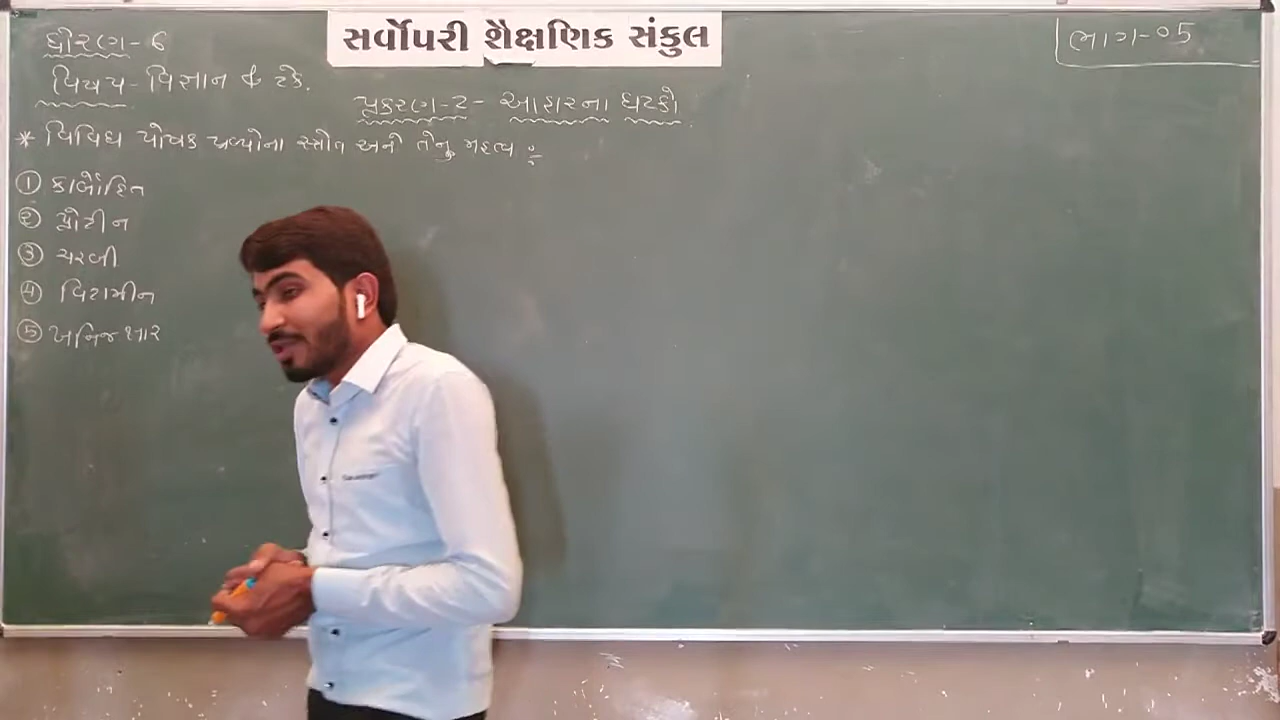 સર્વોપરી શૈક્ષણિક સંકુલ
ધોરણ-6
ભાગ-05
વિષય-વિજ્ઞાન & ટેક.
પ્રકરણ-2- આહારના ઘટકો
* વિવિધ પોષક દ્રવ્યોના સ્ત્રોત અને તેનુ મહત્વ :
① કાર્બોહિત
② પ્રોટીન
③ ચરબી
④ વિટામીન
⑤ ખનિજક્ષાર